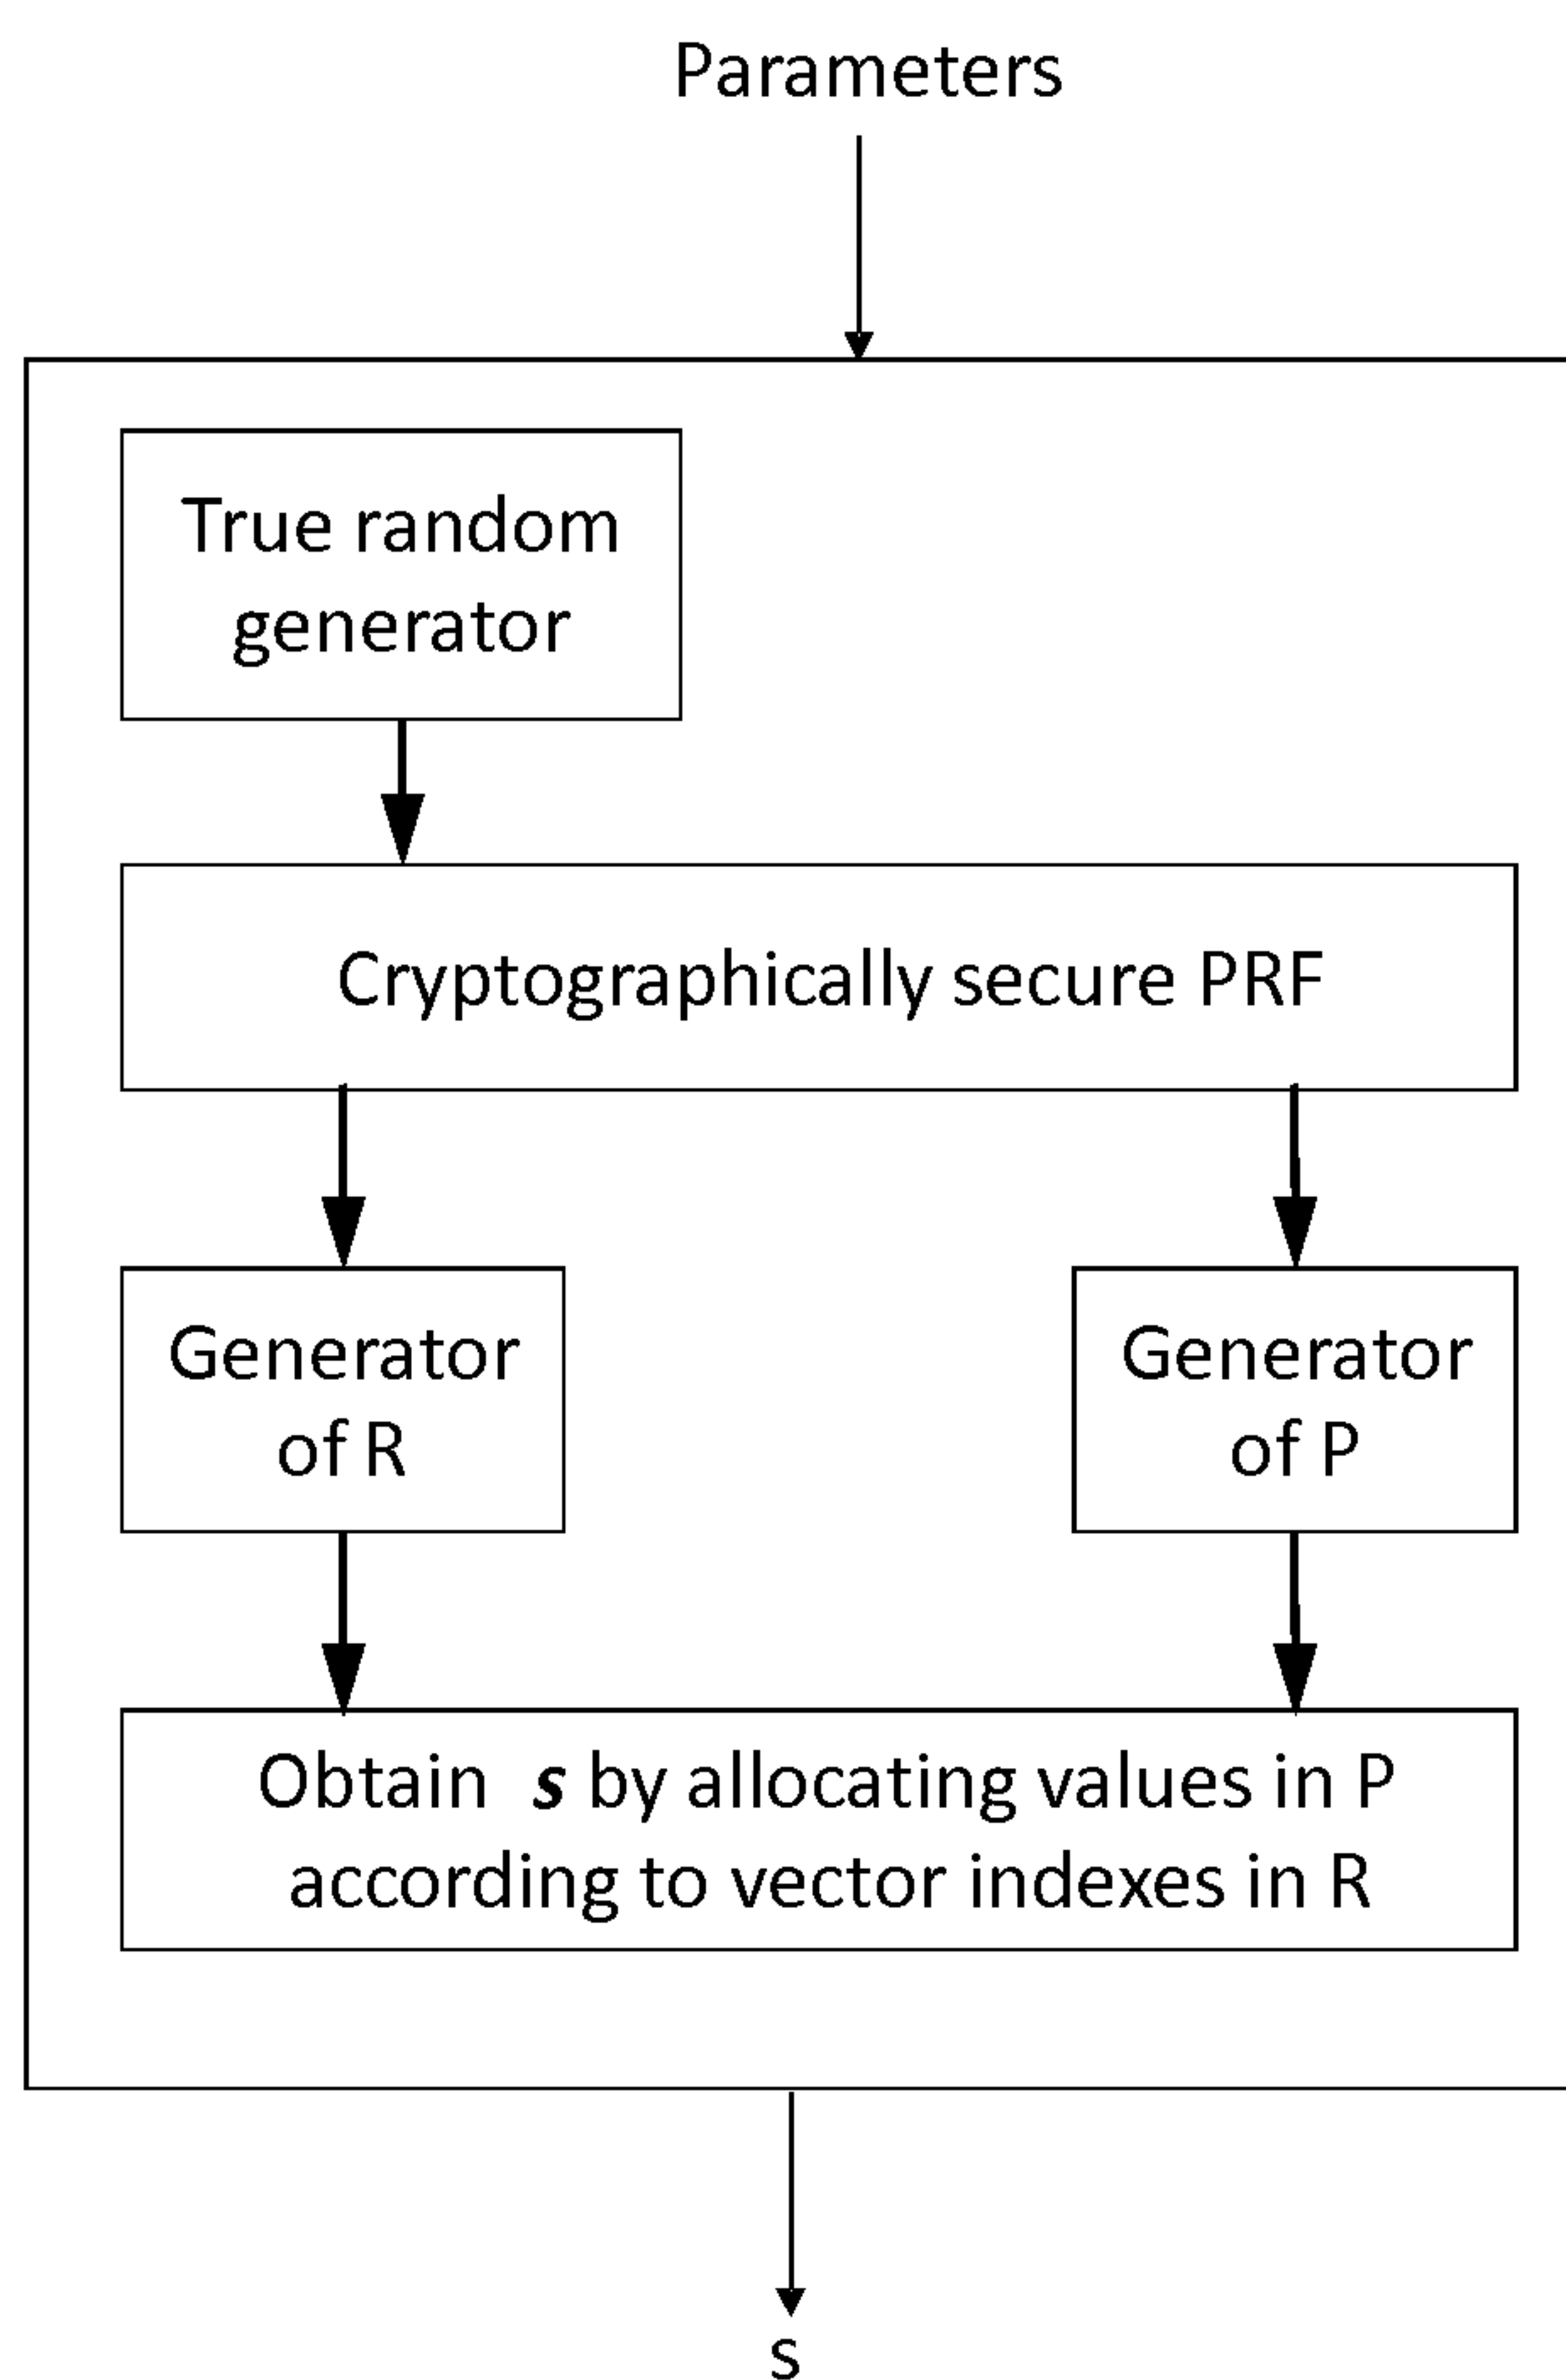 Parameters
True random
generator
Cryptographically secure PRF
Generator
of R
Generator
of P
Obtain s by allocating values in P
according to vector indexes in R
s